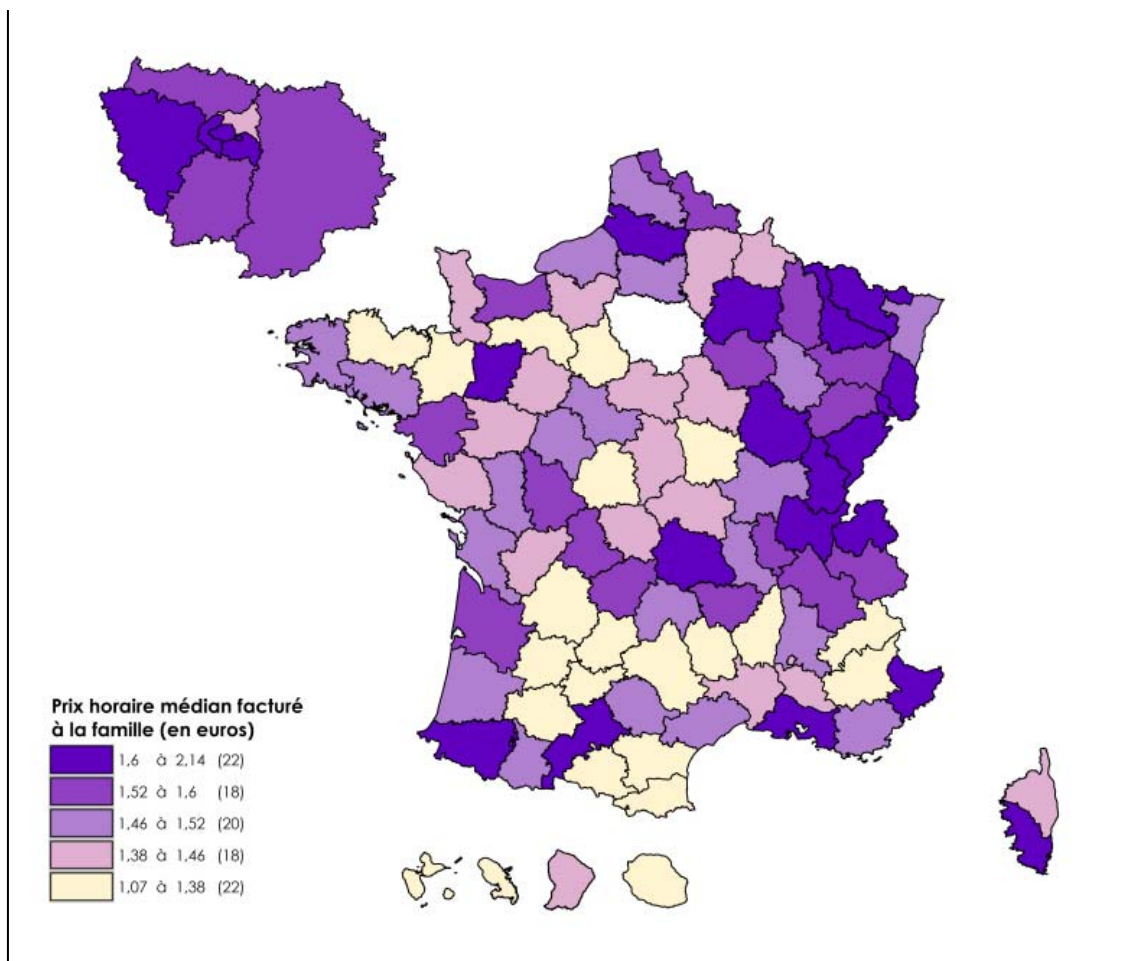 Prix horaire médian facturé
à la famille (en euros)
1,6 à 2,14 (22)
1,52 à 1,6 (18)
1,46 à 1,52 (20)
1,38 à 1,46 (18)
1,07 à 1,38 (22)